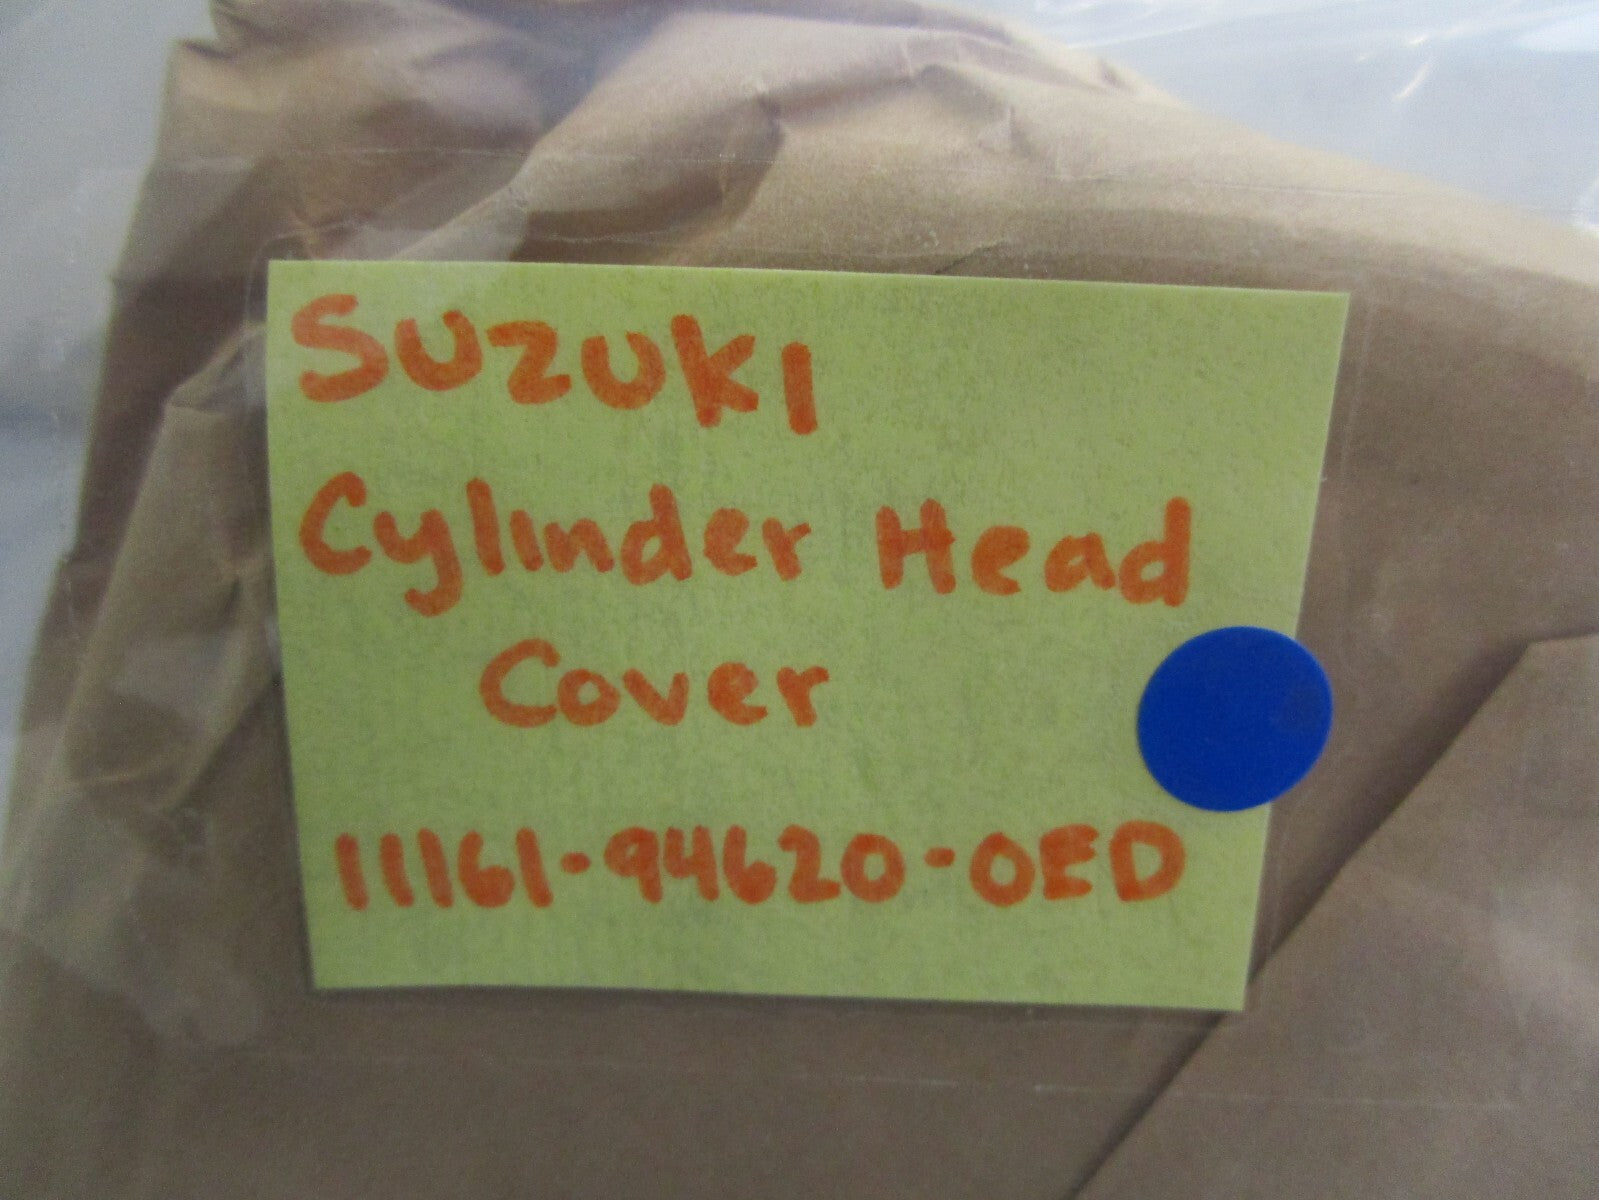 Suzuki
Cylinder Head
Cover
11161-94620-0ED